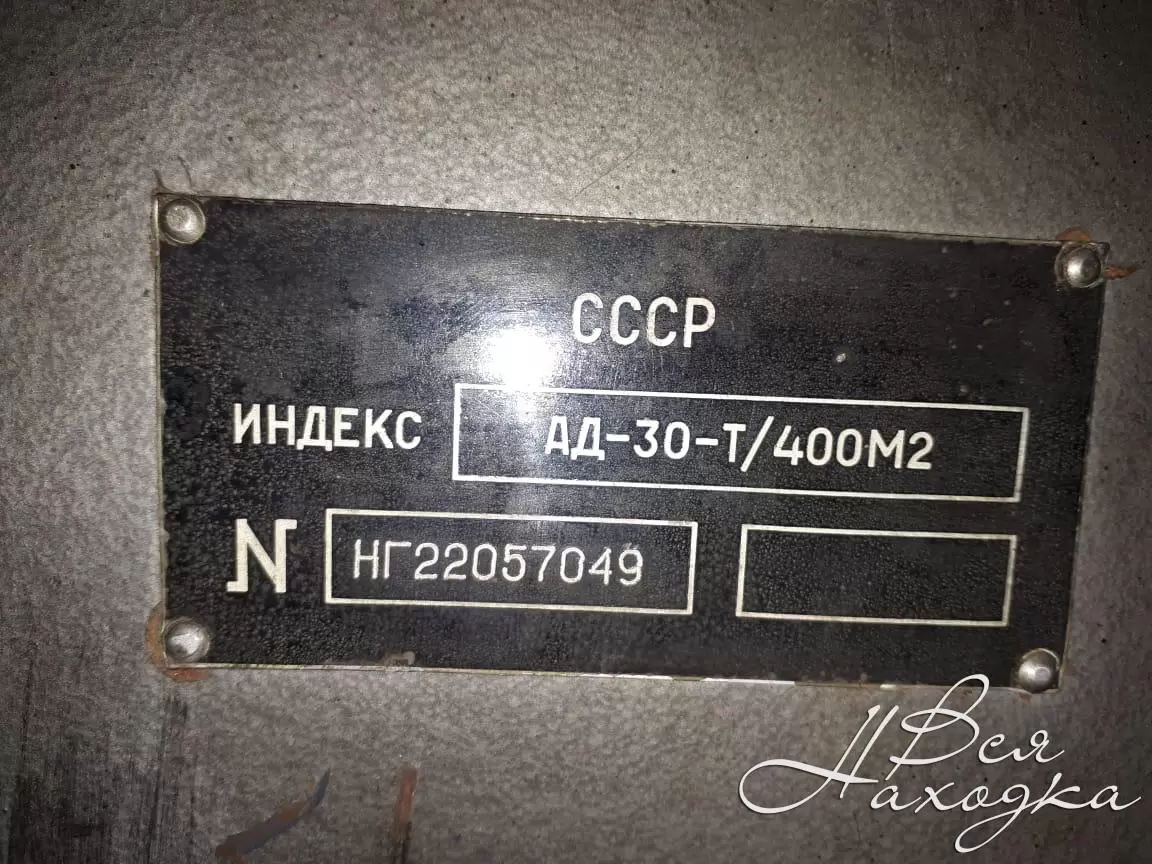 СССР
ИНДЕКС АД-30-Т/400М2
N НГ22057049
Вся
Находка